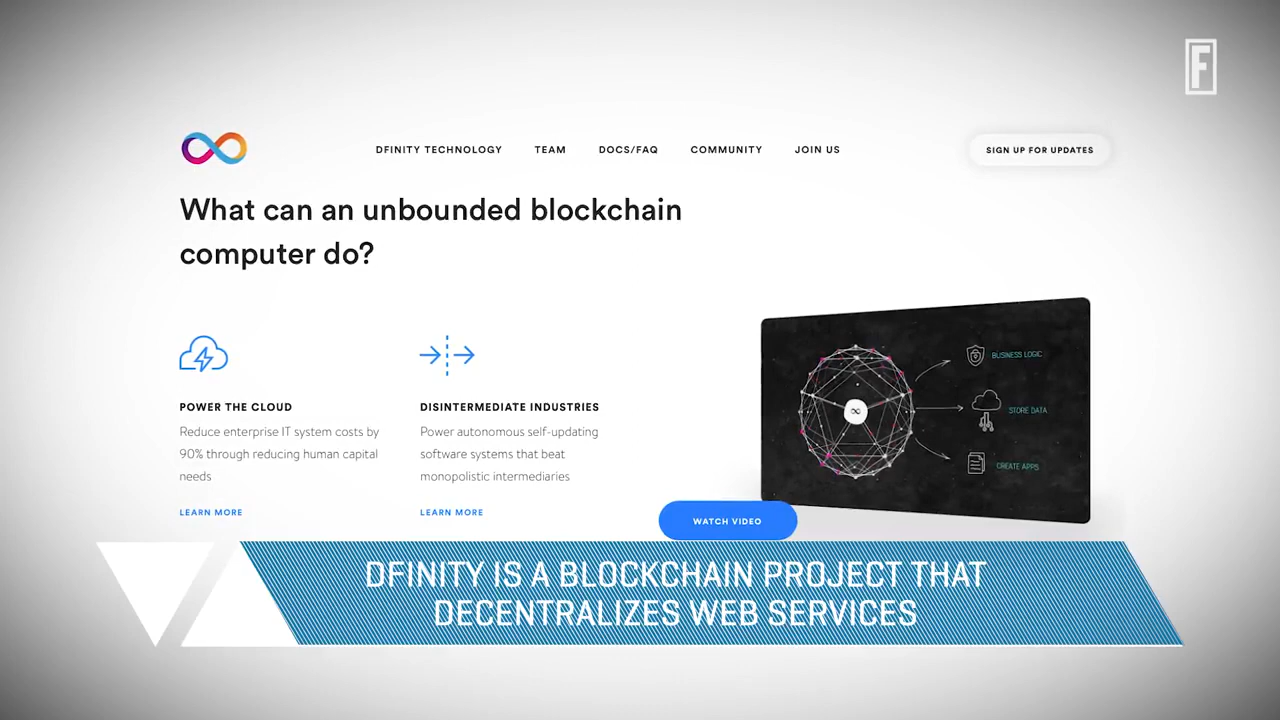 F
DFINITY TECHNOLOGY TEAM DOCS/FAQ COMMUNITY JOIN US SIGN UP FOR UPDATES
What can an unbounded blockchain
computer do?
POWER THE CLOUD
Reduce enterprise IT system costs by
90% through reducing human capital
needs
LEARN MORE
DISINTERMEDIATE INDUSTRIES
Power autonomous self-updating
software systems that beat
monopolistic intermediaries
LEARN MORE
BUSINESS LOGIC
STORE DATA
CREATE APPS
WATCH VIDEO
DFINITY IS A BLOCKCHAIN PROJECT THAT
DECENTRALIZES WEB SERVICES